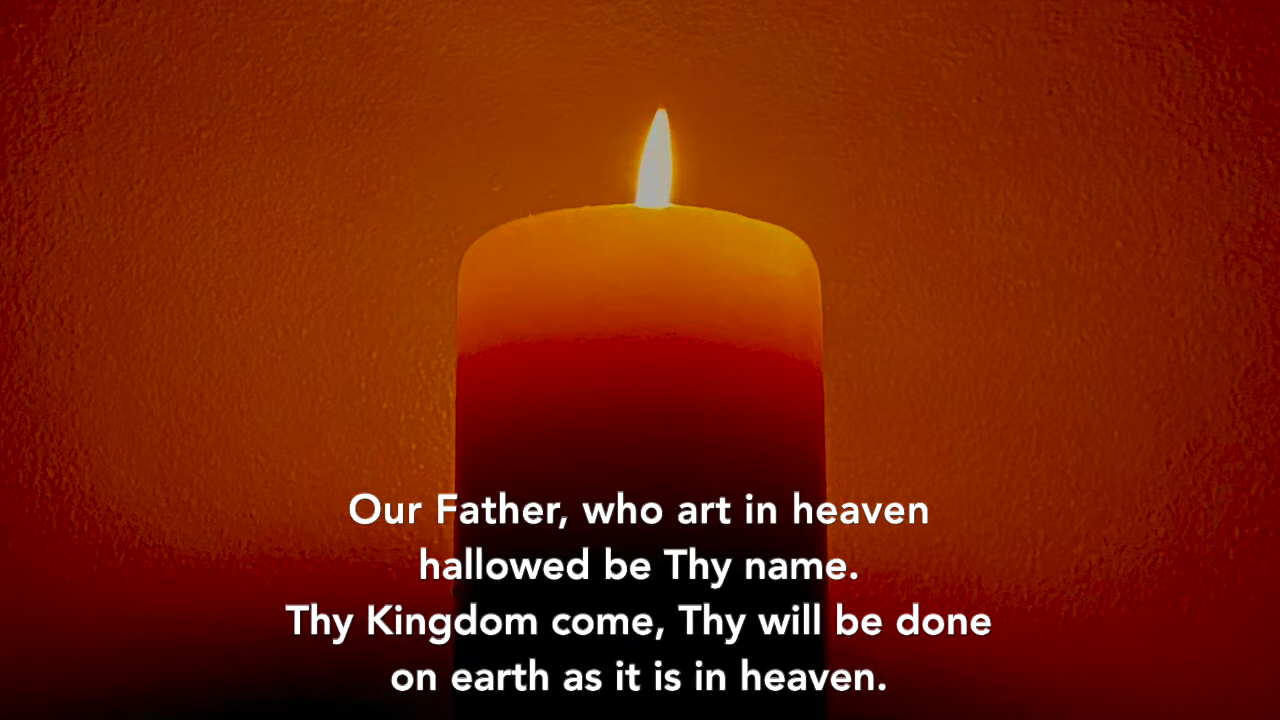 Our Father, who art in heaven
hallowed be Thy name.
Thy Kingdom come, Thy will be done
on earth as it is in heaven.